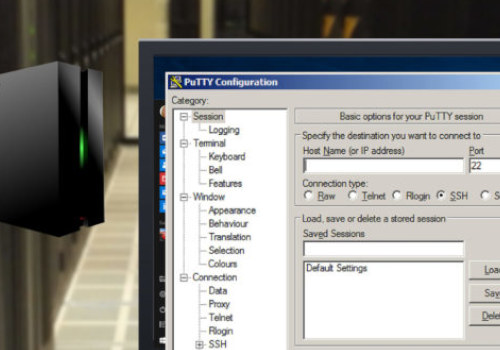 PuTTY Configuration
Category:
Session
Logging
Terminal
Keyboard
Bell
Features
Window
Appearance
Behaviour
Translation
Selection
Colours
Connection
Data
Proxy
Telnet
Rlogin
SSH
Basic options for your PuTTY session
Specify the destination you want to connect to
Host Name (or IP address)
Port
22
Connection type:
Raw
Telnet
Rlogin
SSH
S
Load, save or delete a stored session
Saved Sessions
Default Settings
Loa
Sav
Dele